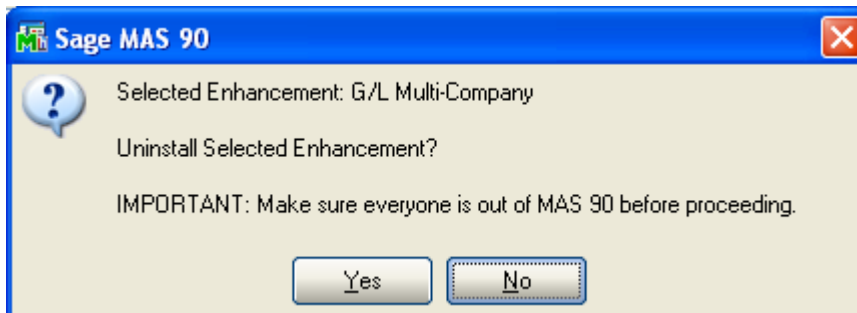 Sage MAS 90
Selected Enhancement: G/L Multi-Company
Uninstall Selected Enhancement?
IMPORTANT: Make sure everyone is out of MAS 90 before proceeding.
Yes No